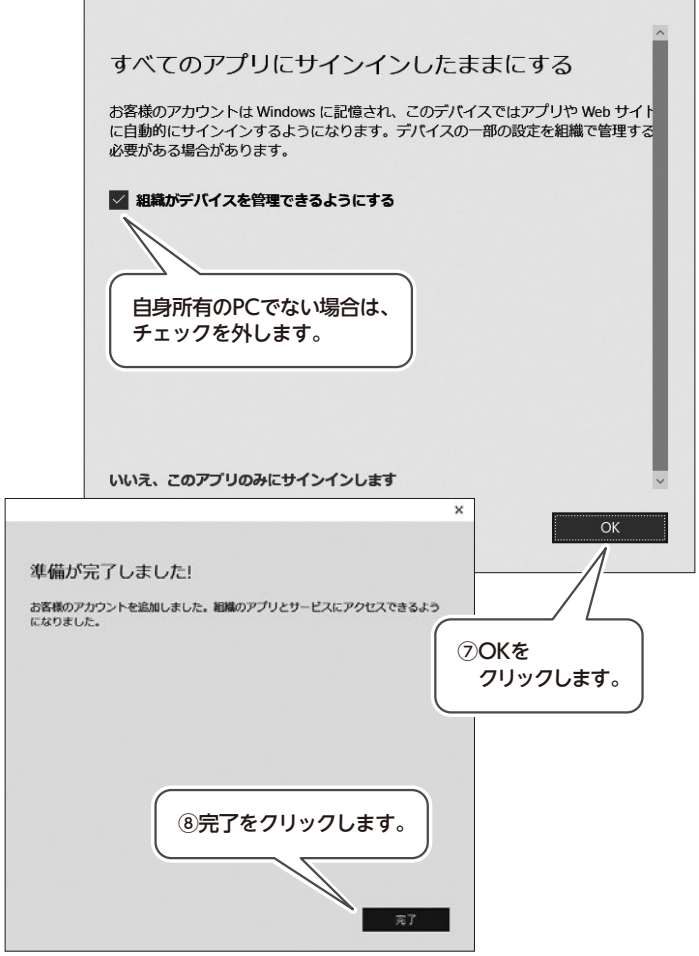 すべてのアプリにサインインしたままにする
お客様のアカウントは Windows に記憶され、このデバイスではアプリや Web サイト
に自動的にサインインするようになります。デバイスの一部の設定を組織で管理する
必要がある場合があります。
組織がデバイスを管理できるようにする
自身所有のPCでない場合は、
チェックを外します。
いいえ、このアプリのみにサインインします
OK
⑦OKを
クリックします。
準備が完了しました!
お客様のアカウントを追加しました。組織のアプリとサービスにアクセスできるよう
になりました。
⑧完了をクリックします。
完了